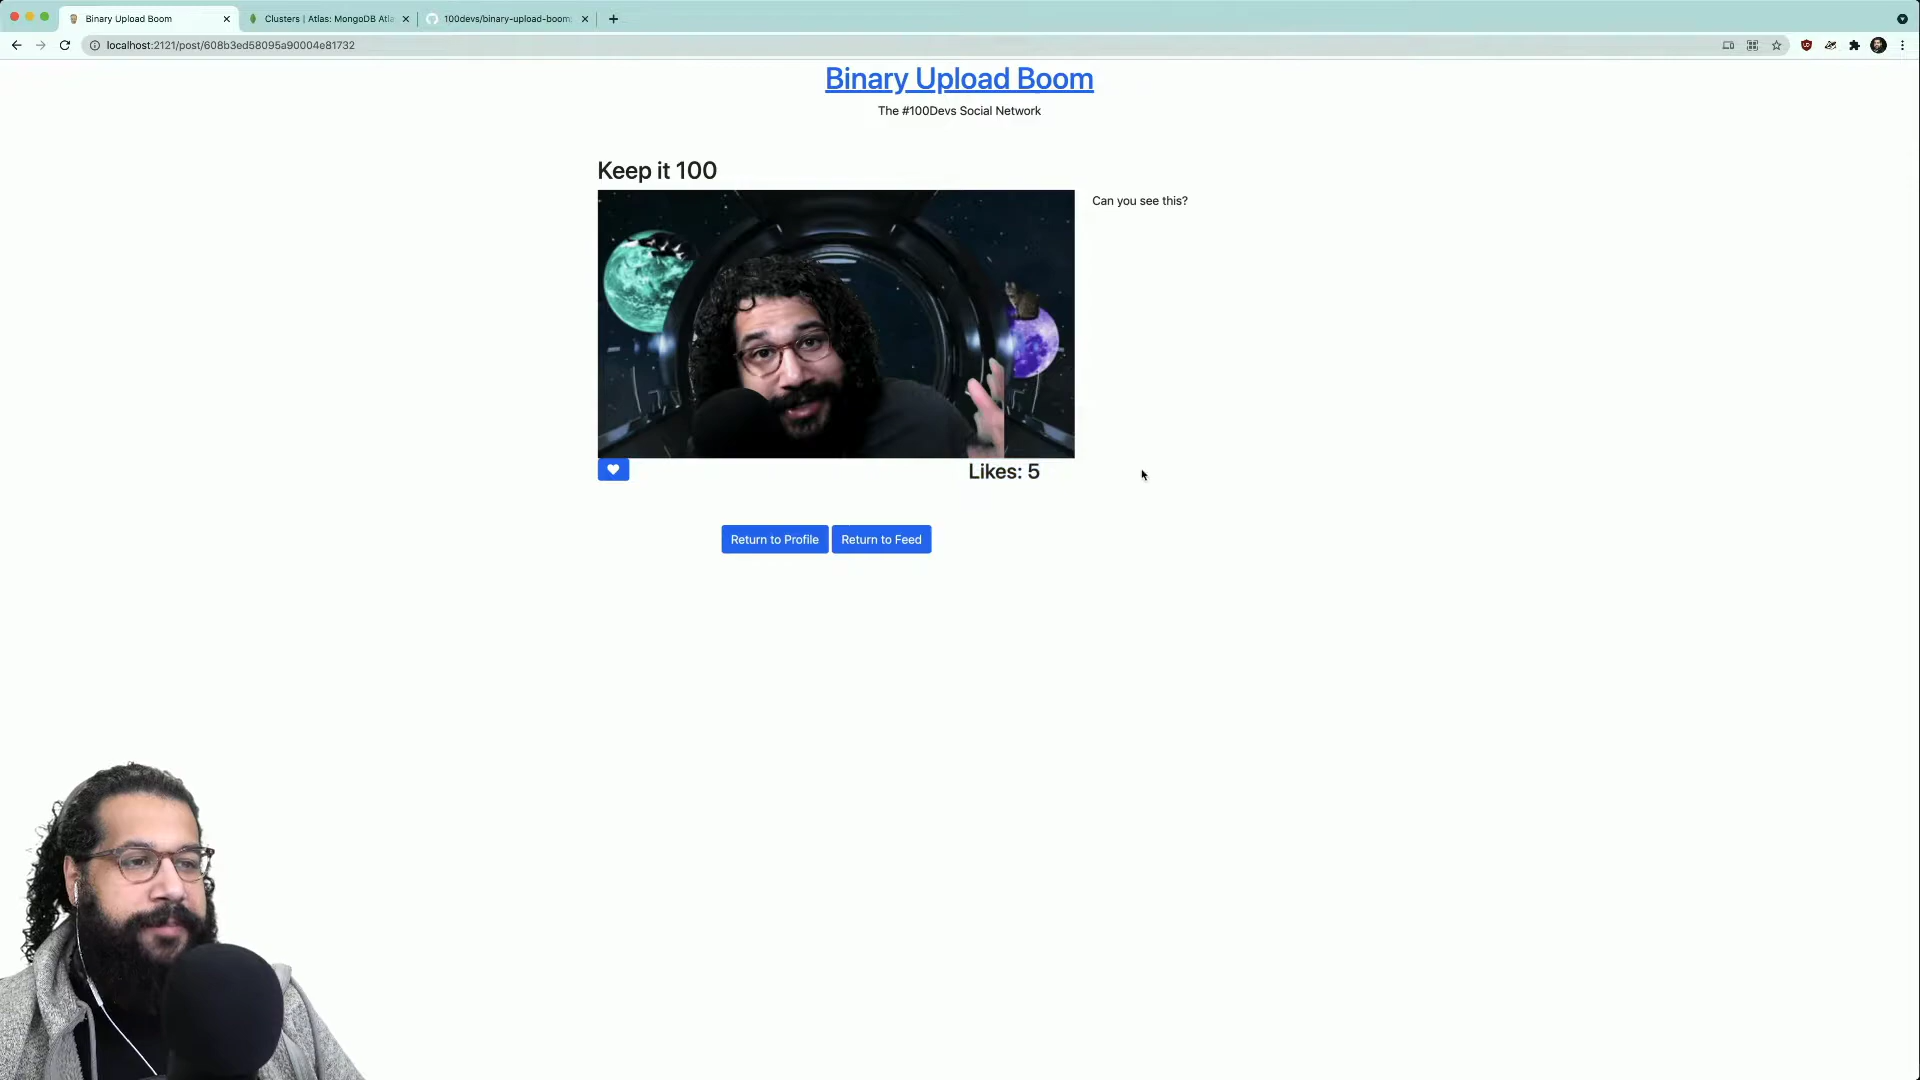 Binary Upload Boom
Clusters | Atlas: MongoDB Atla
100devs/binary-upload-boom
localhost:2121/post/608b3ed58095a90004e81732
Binary Upload Boom
The #100Devs Social Network
Keep it 100
Can you see this?
Likes: 5
Return to Profile
Return to Feed